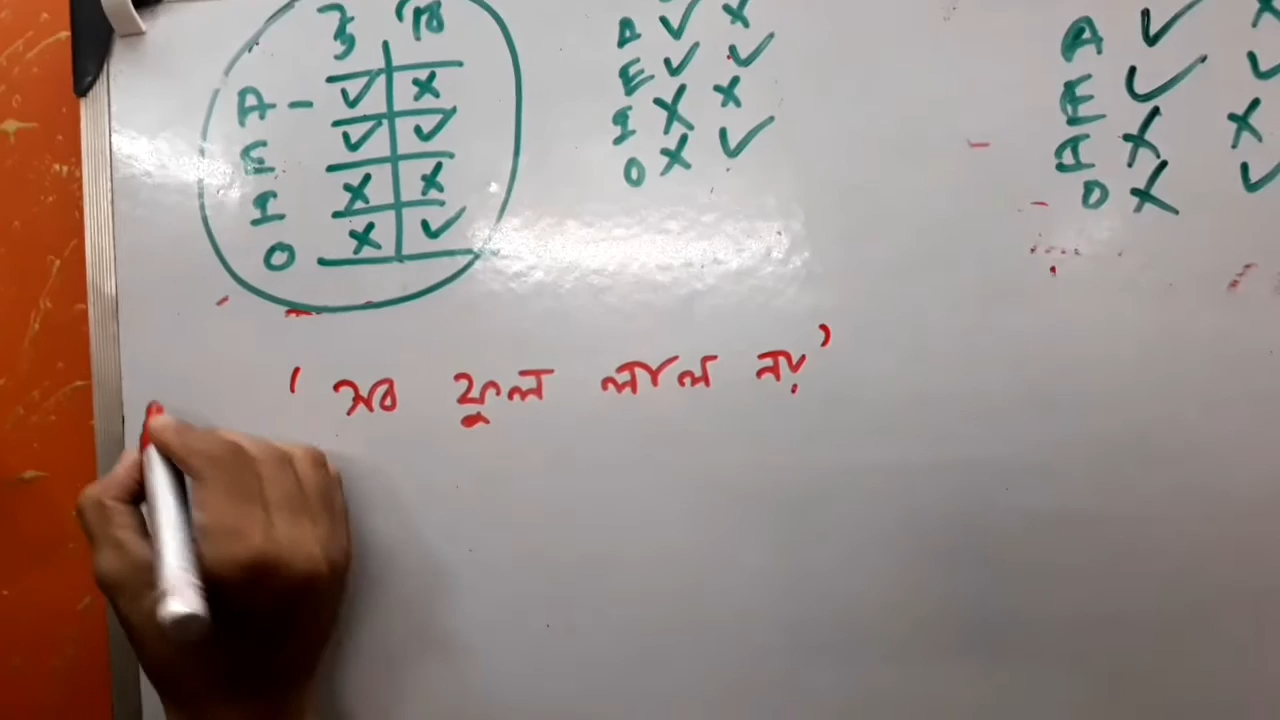 উ বি
A - ✓ X
E ✓ ✓
I X X
O X ✓
A ✓ X
E ✓ ✓
I X X
O X ✓
A ✓ X
E ✓ ✓
I X X
O X ✓
‘ সব ফুল লাল নয় ’